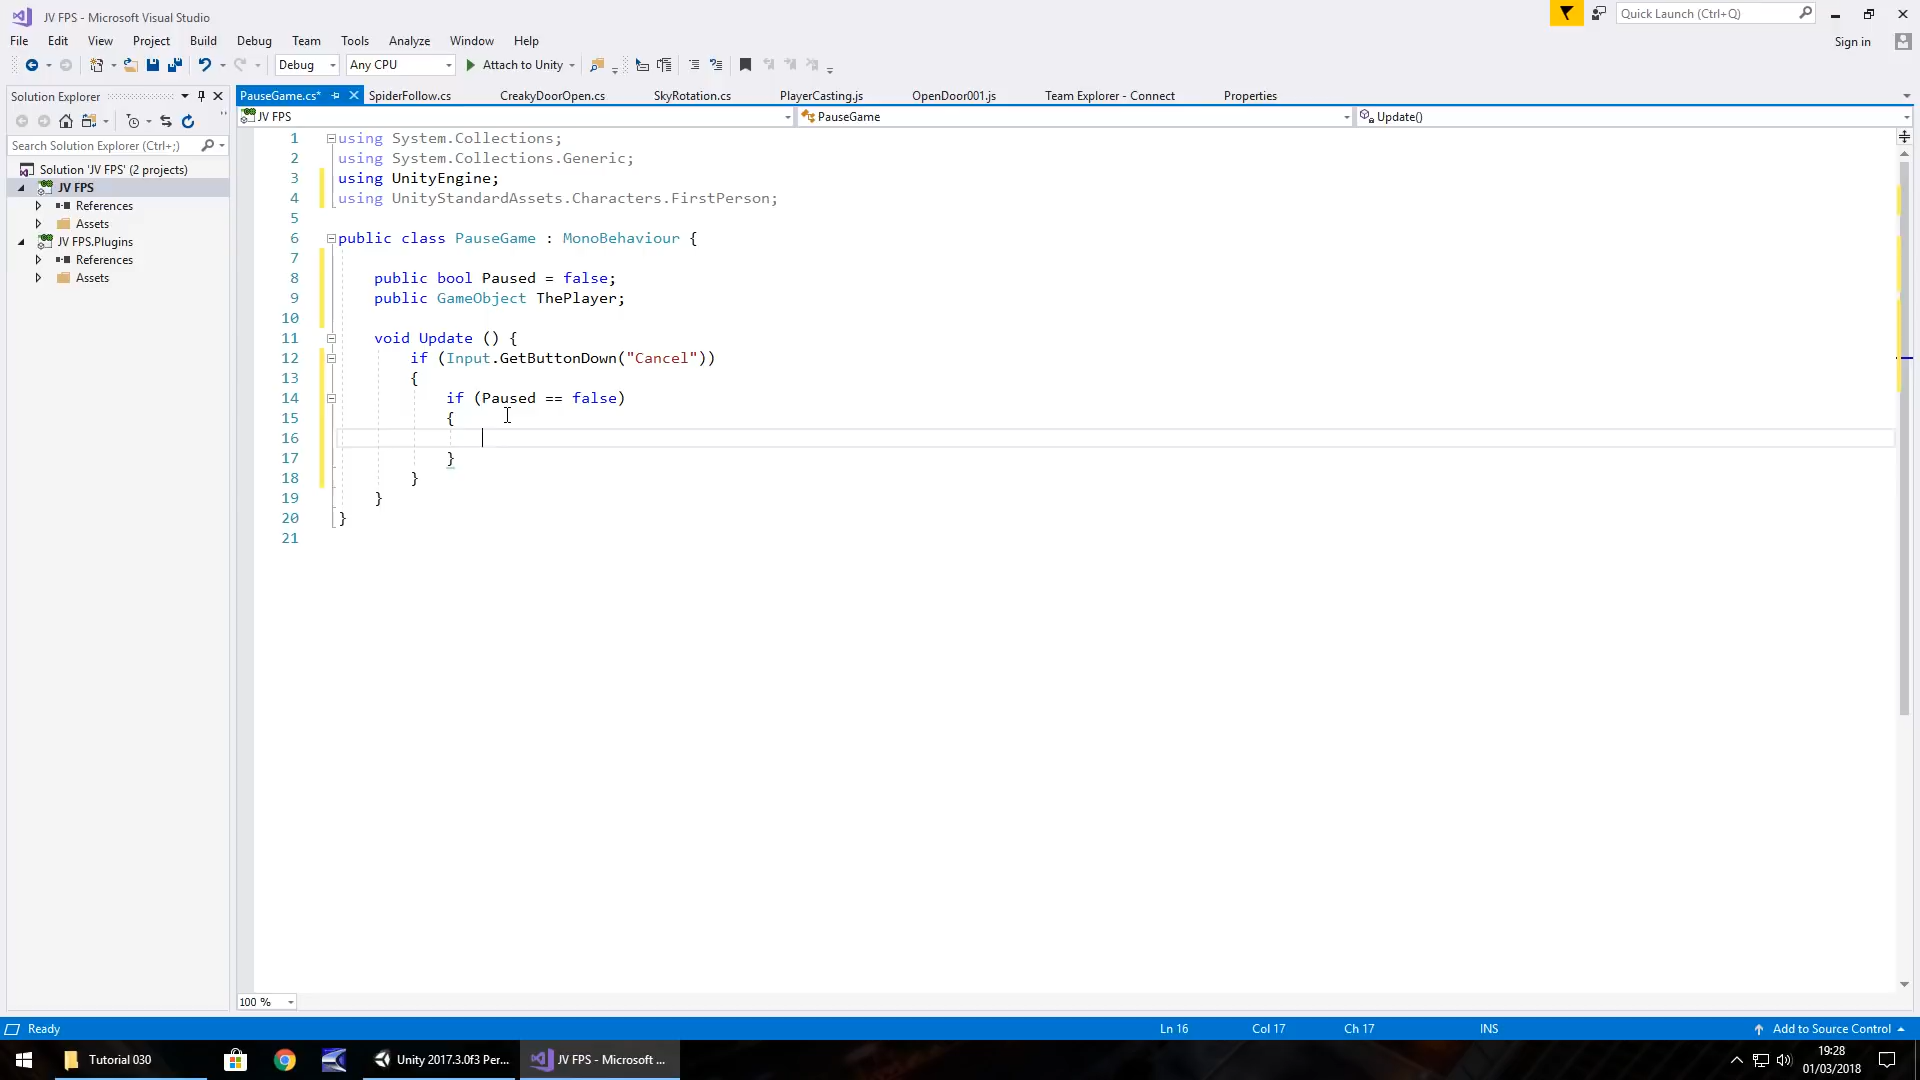 JV FPS - Microsoft Visual Studio
Quick Launch (Ctrl+Q)
File Edit View Project Build Debug Team Tools Analyze Window Help
Sign in
Debug Any CPU Attach to Unity
Solution Explorer
PauseGame.cs* SpiderFollow.cs CreakyDoorOpen.cs SkyRotation.cs PlayerCasting.js OpenDoor001.js Team Explorer - Connect Properties
JV FPS PauseGame Update()
Search Solution Explorer (Ctrl+;)
Solution 'JV FPS' (2 projects)
JV FPS
References
Assets
JV FPS.Plugins
References
Assets
1 using System.Collections;
2 using System.Collections.Generic;
3 using UnityEngine;
4 using UnityStandardAssets.Characters.FirstPerson;
5
6 public class PauseGame : MonoBehaviour {
7
8 public bool Paused = false;
9 public GameObject ThePlayer;
10
11 void Update () {
12 if (Input.GetButtonDown("Cancel"))
13 {
14 if (Paused == false)
15 {
16
17 }
18 }
19 }
20 }
21
100 %
Ready Ln 16 Col 17 Ch 17 INS Add to Source Control
Tutorial 030 Unity 2017.3.0f3 Per... JV FPS - Microsoft ... 19:28
01/03/2018